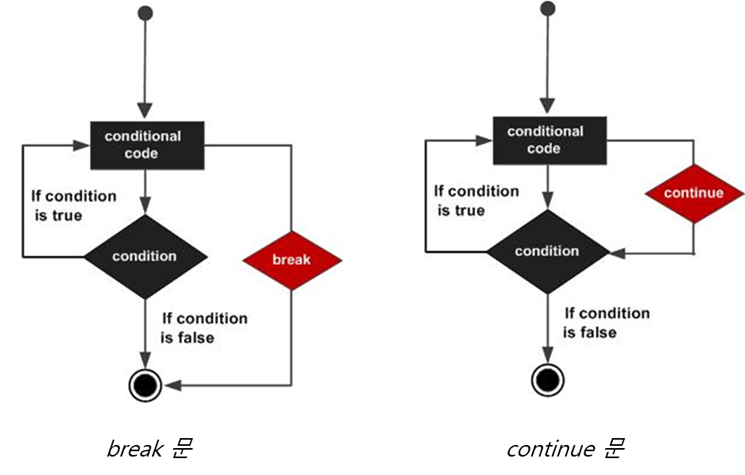 conditional
code
If condition
is true
condition
break
If condition
is false
break 문
conditional
code
If condition
is true
continue
condition
If condition
is false
continue 문